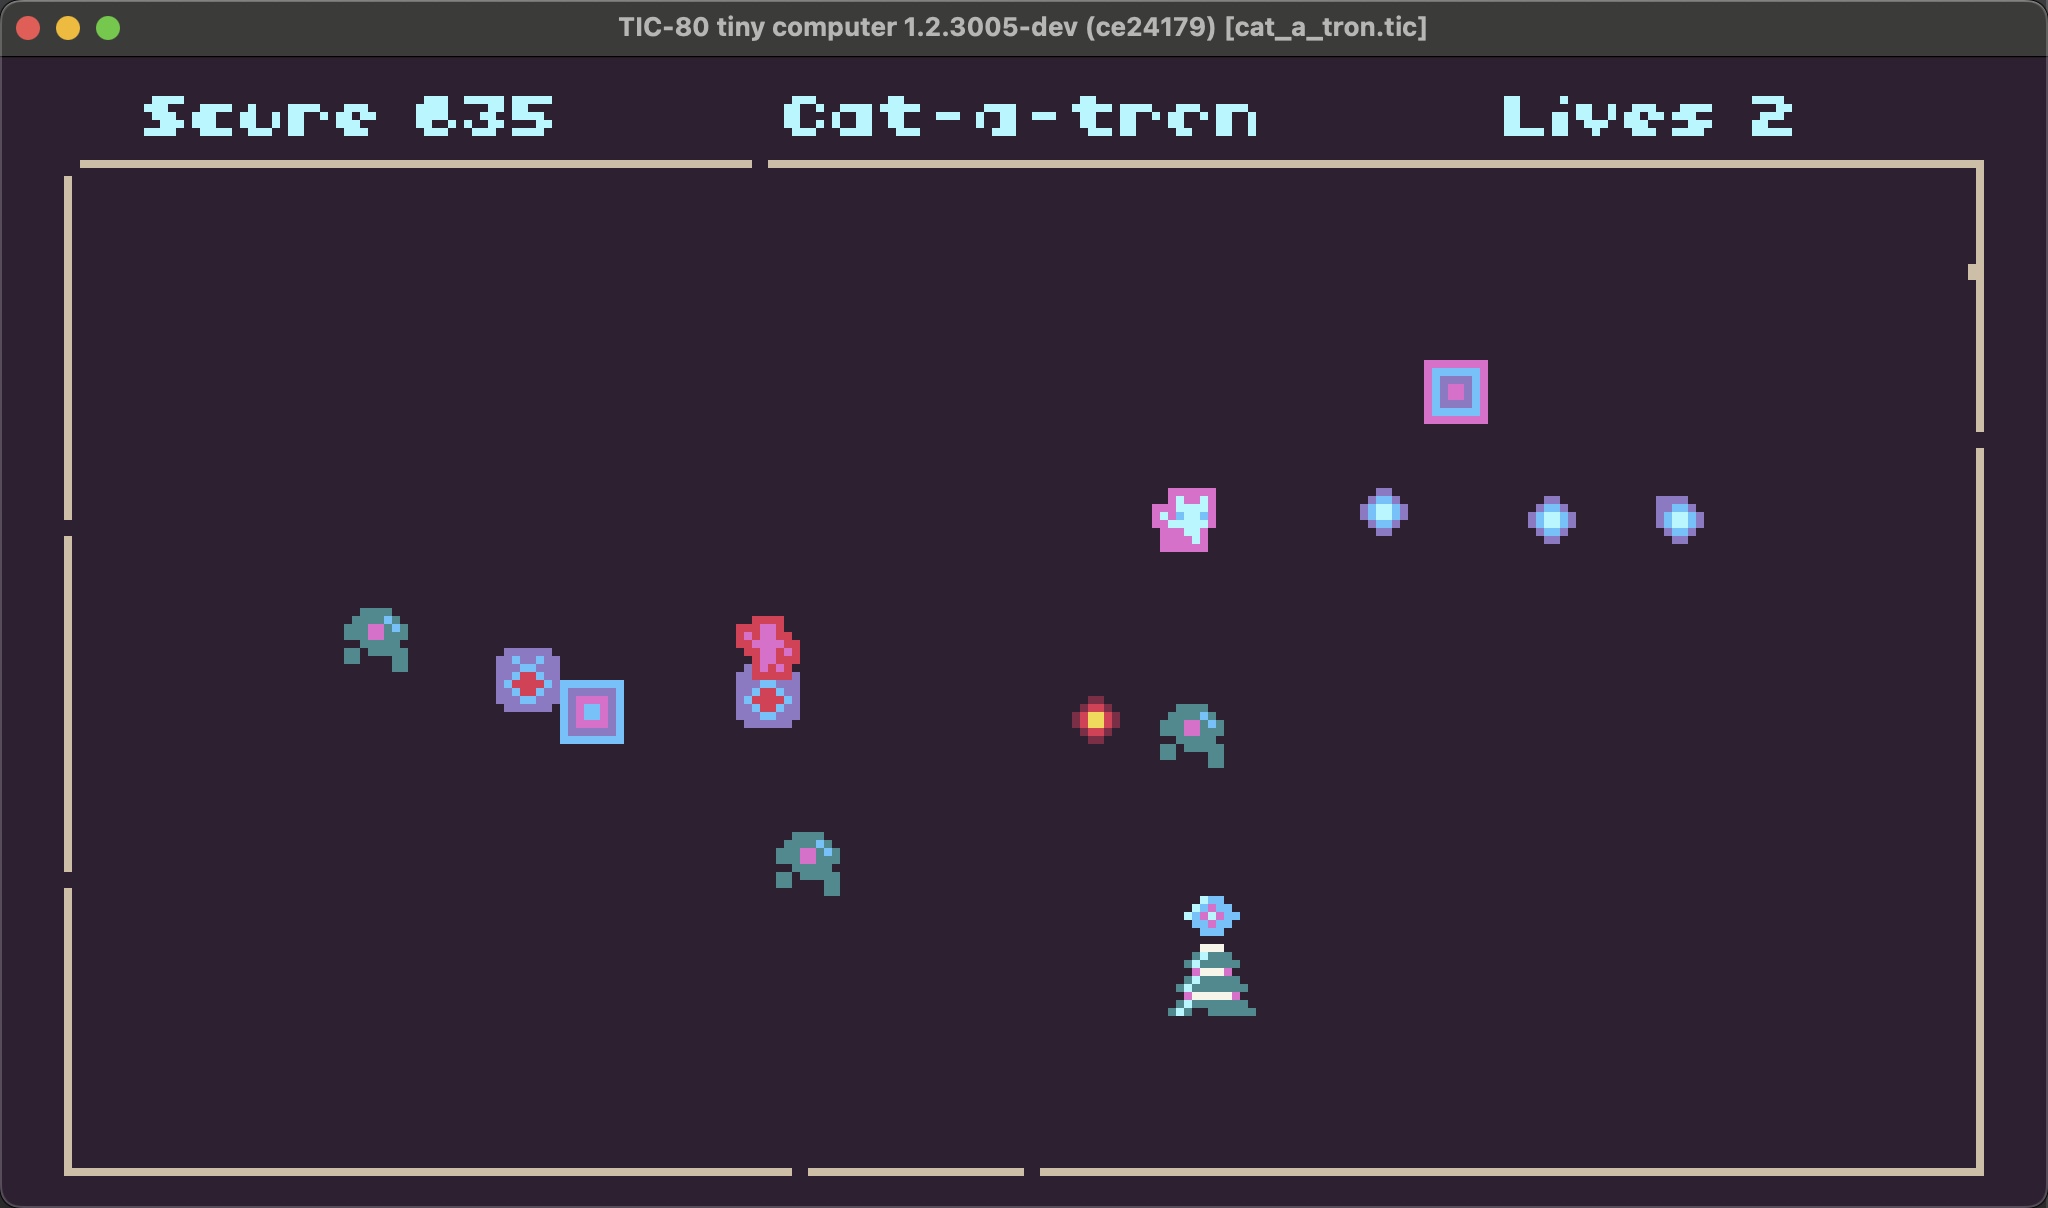 TIC-80 tiny computer 1.2.3005-dev (ce24179) [cat_a_tron.tic]
Score 635 Cat-a-tron Lives 2